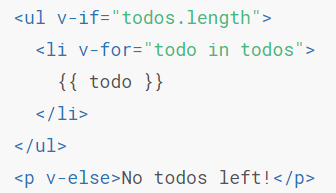 <ul v-if="todos.length">
  <li v-for="todo in todos">
    {{ todo }}
  </li>
</ul>
<p v-else>No todos left!</p>